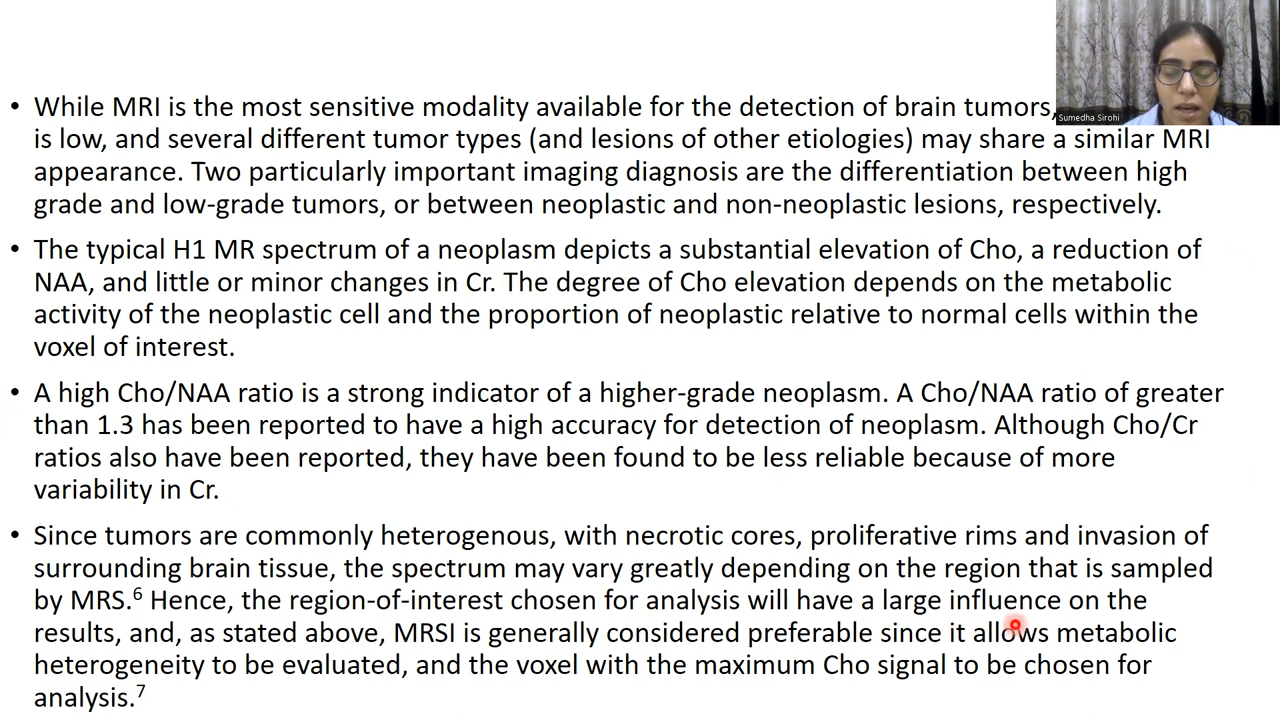 • While MRI is the most sensitive modality available for the detection of brain tumors,
is low, and several different tumor types (and lesions of other etiologies) may share a similar MRI
appearance. Two particularly important imaging diagnosis are the differentiation between high
grade and low-grade tumors, or between neoplastic and non-neoplastic lesions, respectively.
• The typical H1 MR spectrum of a neoplasm depicts a substantial elevation of Cho, a reduction of
NAA, and little or minor changes in Cr. The degree of Cho elevation depends on the metabolic
activity of the neoplastic cell and the proportion of neoplastic relative to normal cells within the
voxel of interest.
• A high Cho/NAA ratio is a strong indicator of a higher-grade neoplasm. A Cho/NAA ratio of greater
than 1.3 has been reported to have a high accuracy for detection of neoplasm. Although Cho/Cr
ratios also have been reported, they have been found to be less reliable because of more
variability in Cr.
• Since tumors are commonly heterogenous, with necrotic cores, proliferative rims and invasion of
surrounding brain tissue, the spectrum may vary greatly depending on the region that is sampled
by MRS.⁶ Hence, the region-of-interest chosen for analysis will have a large influence on the
results, and, as stated above, MRSI is generally considered preferable since it allows metabolic
heterogeneity to be evaluated, and the voxel with the maximum Cho signal to be chosen for
analysis.⁷
Sumedha Sirohi